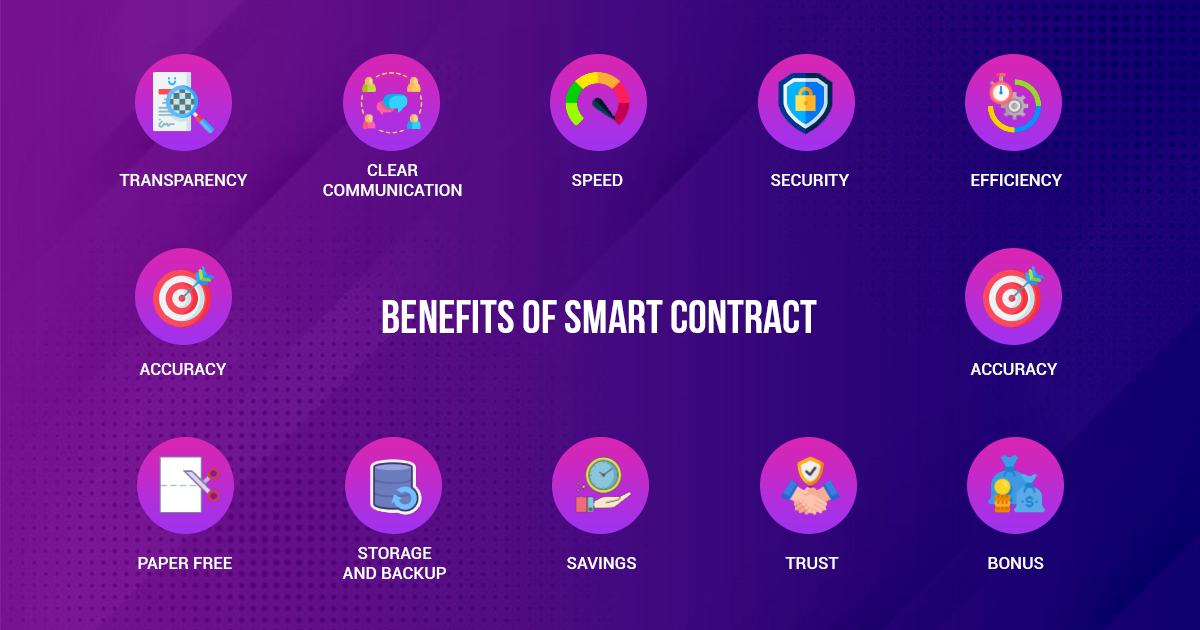 TRANSPARENCY
CLEAR
COMMUNICATION
SPEED
SECURITY
EFFICIENCY
ACCURACY
BENEFITS OF SMART CONTRACT
ACCURACY
PAPER FREE
STORAGE
AND BACKUP
SAVINGS
TRUST
BONUS